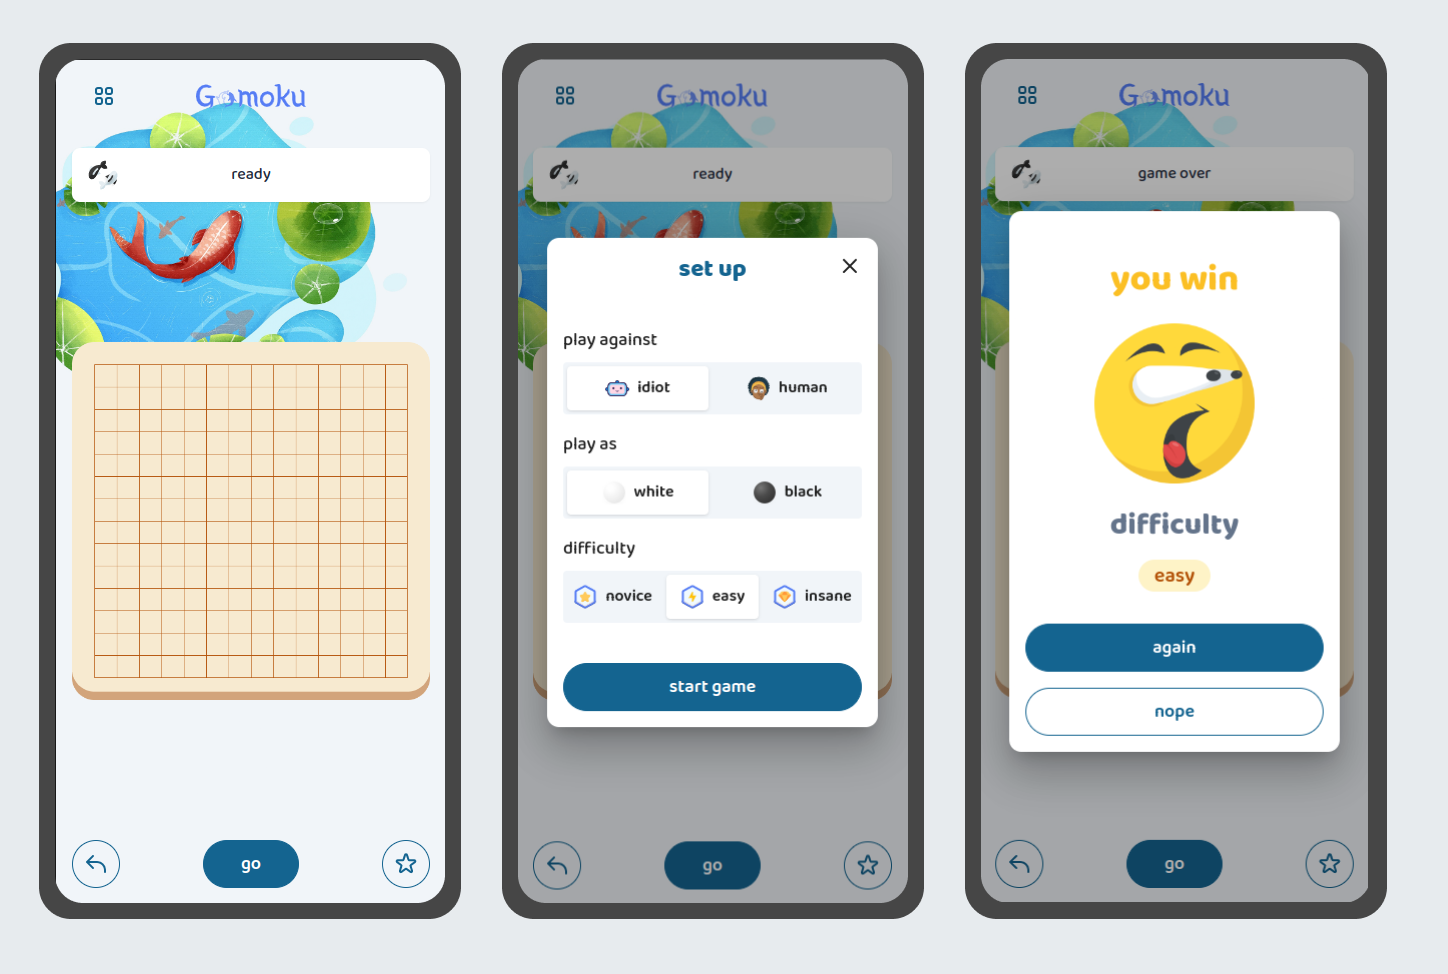 Gomoku
ready
go
Gomoku
ready
set up
play against
idiot
human
play as
white
black
difficulty
novice
easy
insane
start game
go
Gomoku
game over
you win
difficulty
easy
again
nope
go